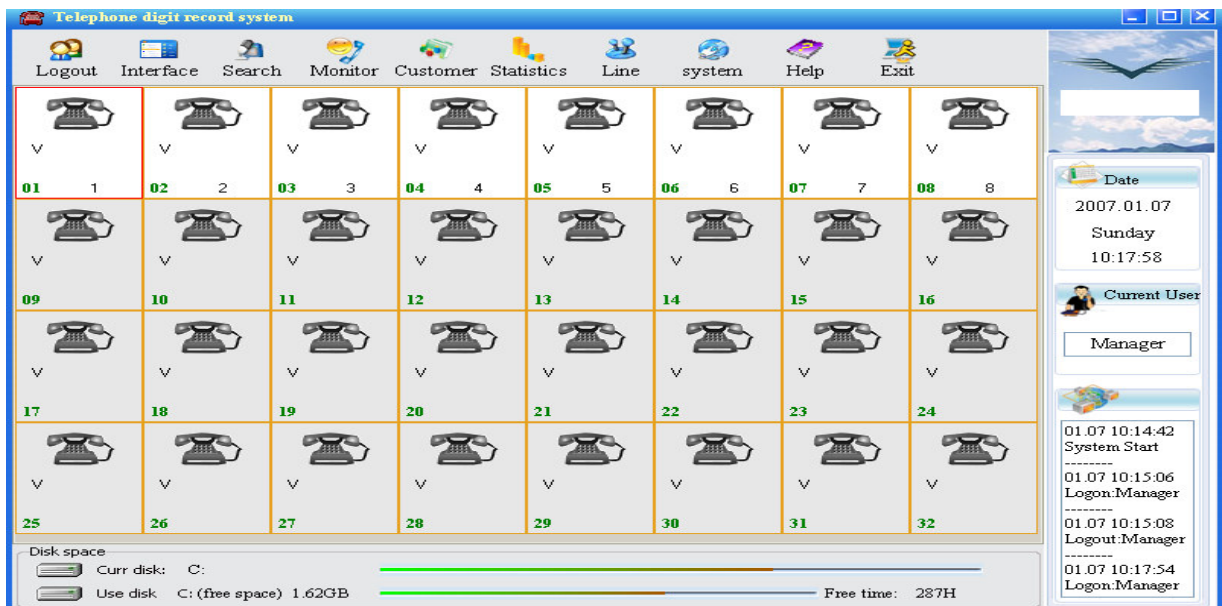 Telephone digit record system
Logout Interface Search Monitor Customer Statistics Line system Help Exit
V V V V V V V V
01 1 02 2 03 3 04 4 05 5 06 6 07 7 08 8
V V V V V V V V
09 10 11 12 13 14 15 16
V V V V V V V V
17 18 19 20 21 22 23 24
V V V V V V V V
25 26 27 28 29 30 31 32
Disk space
Curr disk: C:
Use disk C: (free space) 1.62GB Free time: 287H
Date
2007.01.07
Sunday
10:17:58
Current User
Manager
01.07 10:14:42
System Start
--------
01.07 10:15:06
Logon:Manager
--------
01.07 10:15:08
Logout:Manager
--------
01.07 10:17:54
Logon:Manager